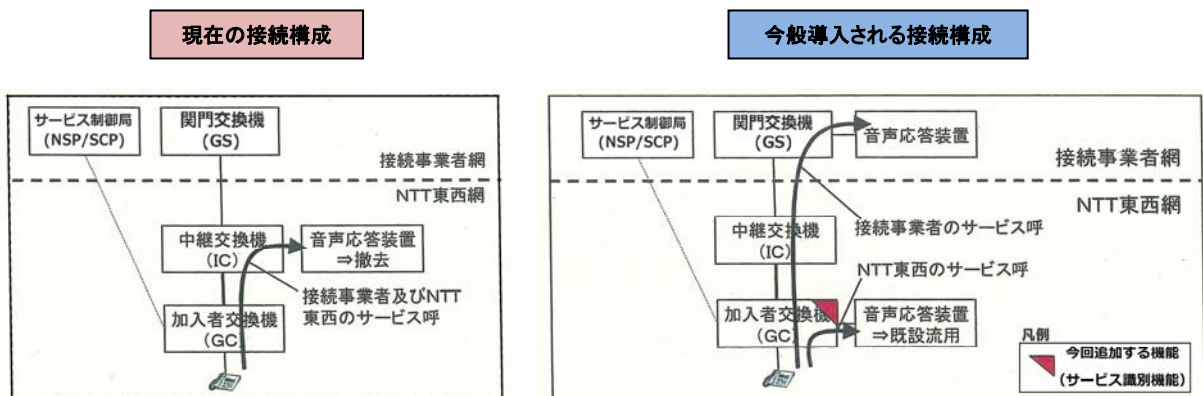 現在の接続構成
サービス制御局
(NSP/SCP)
関門交換機
(GS)
接続事業者網
NTT東西網
中継交換機
(IC)
音声応答装置
⇒撤去
接続事業者及びNTT
東西のサービス呼
加入者交換機
(GC)
今般導入される接続構成
サービス制御局
(NSP/SCP)
関門交換機
(GS)
音声応答装置
接続事業者網
NTT東西網
中継交換機
(IC)
接続事業者のサービス呼
NTT東西のサービス呼
加入者交換機
(GC)
音声応答装置
⇒既設流用
凡例
今回追加する機能
(サービス識別機能)